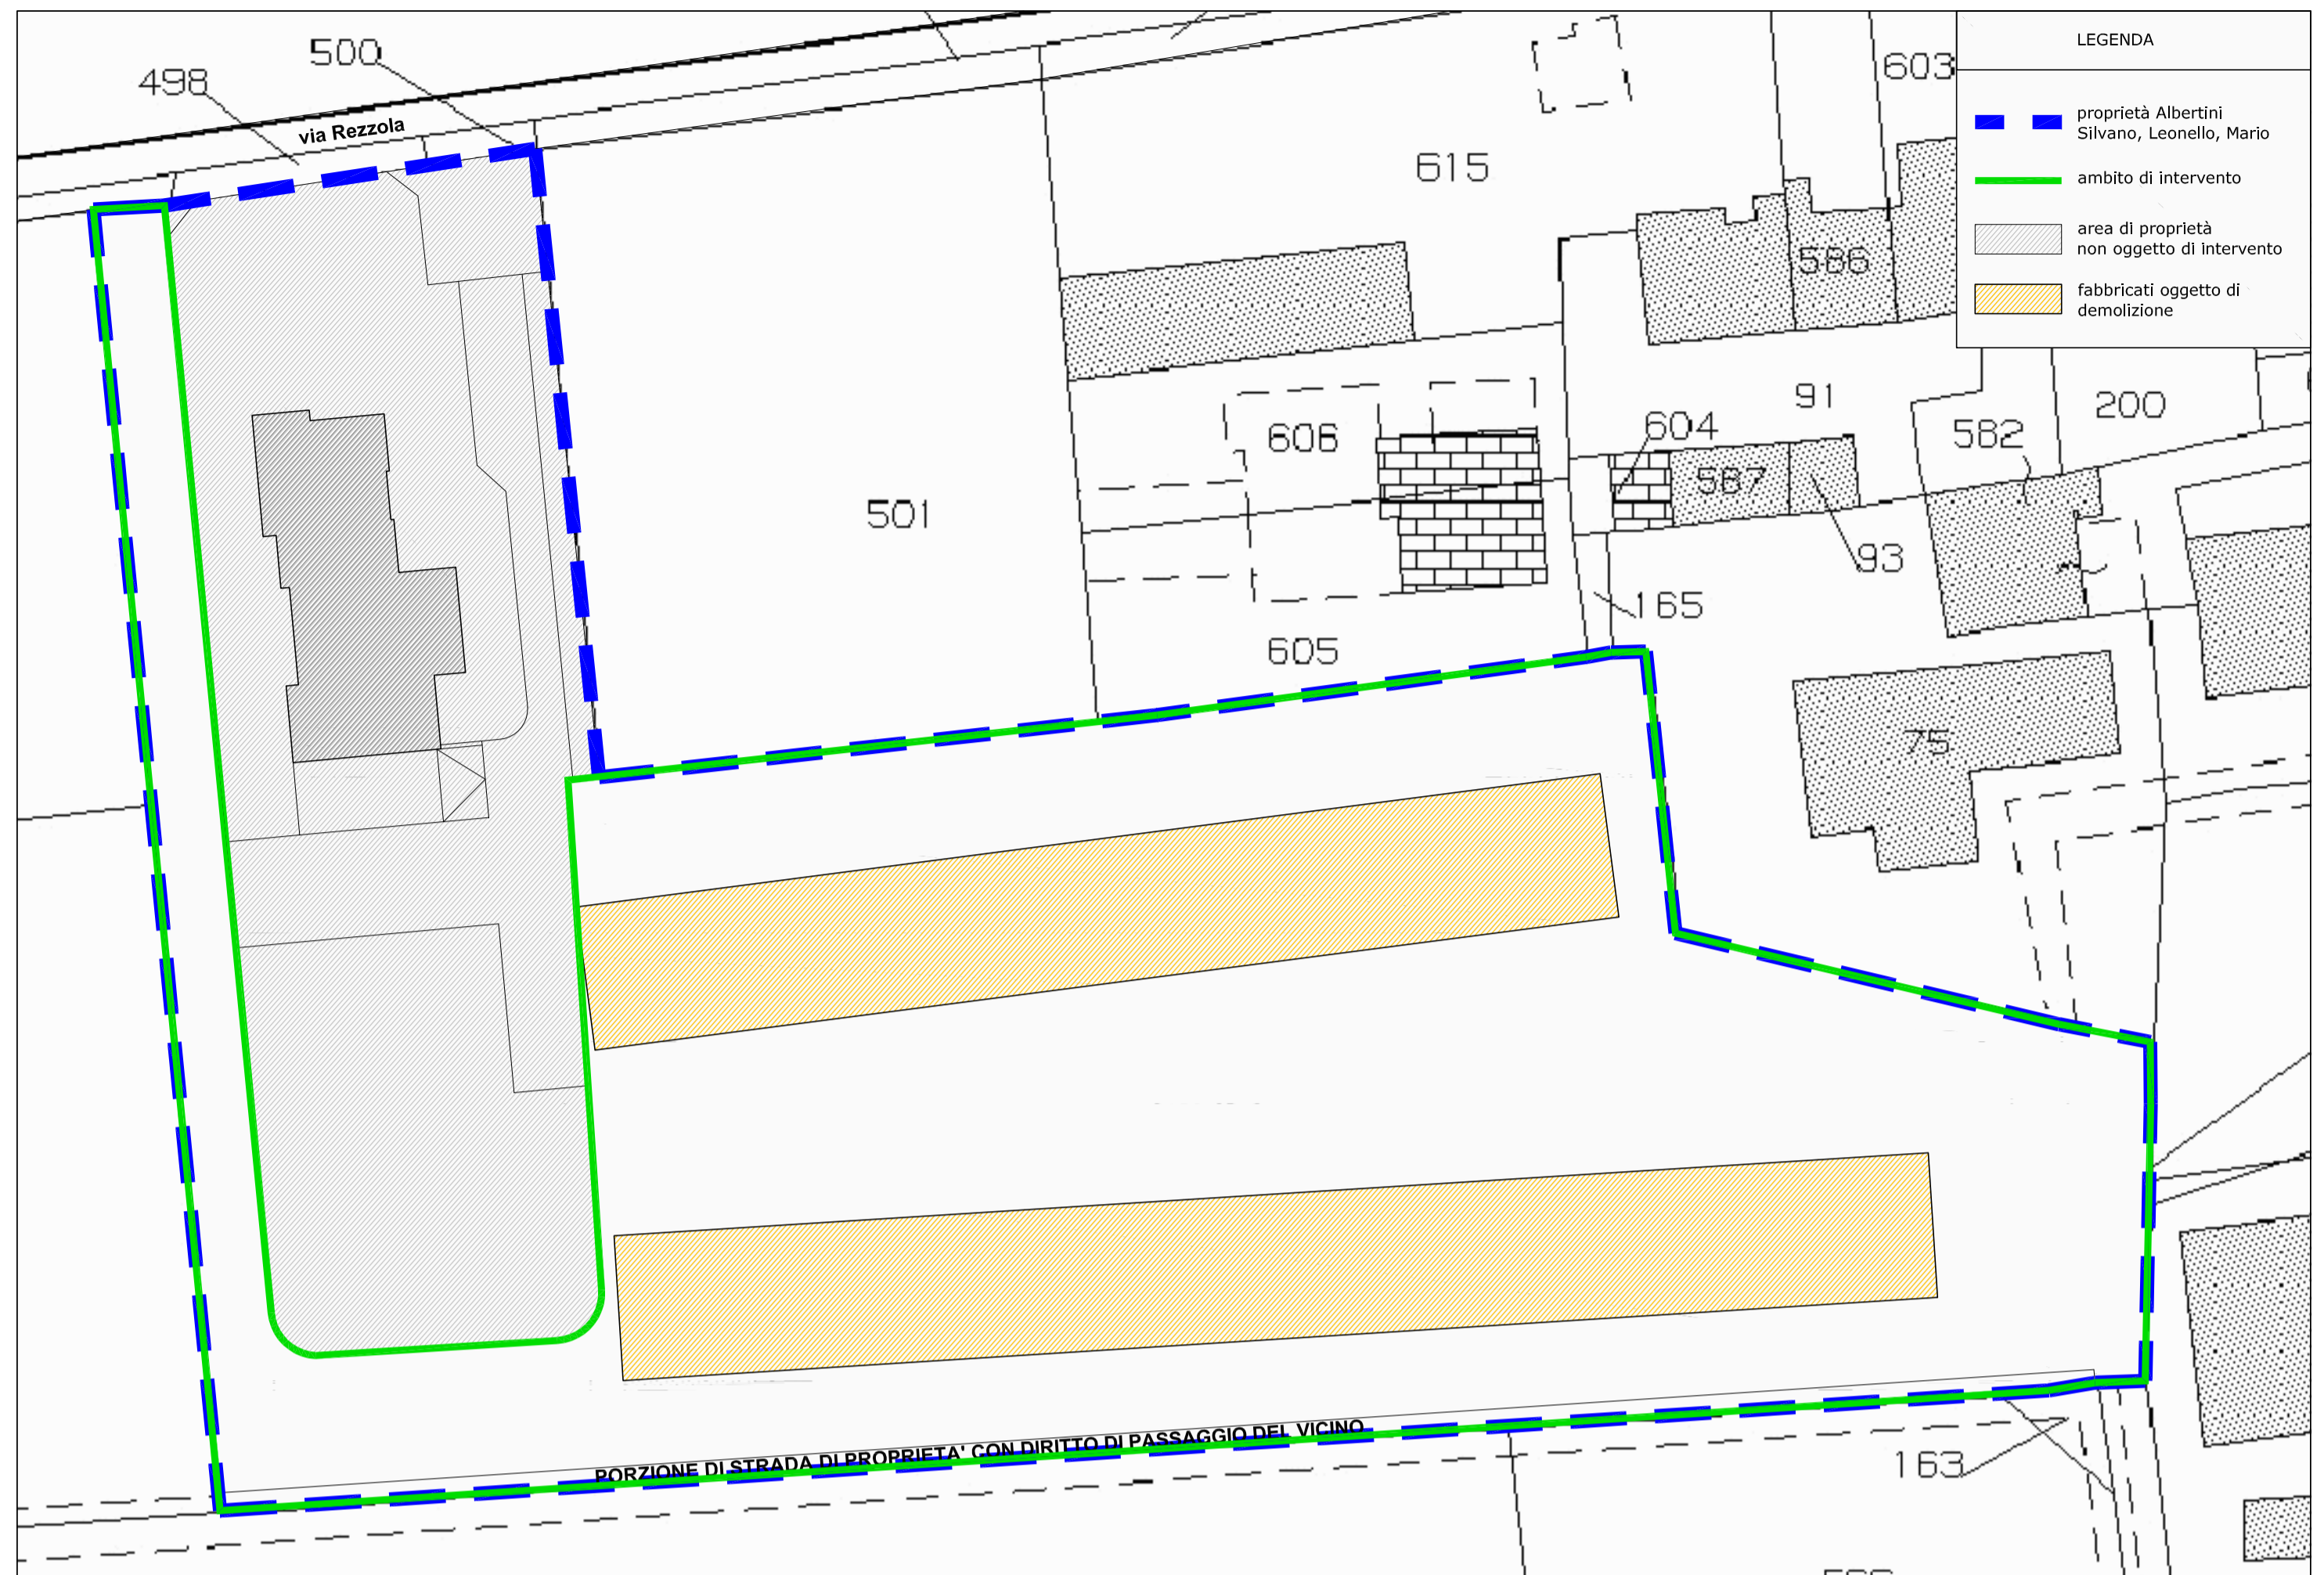 500
498
via Rezzola
615
603
LEGENDA
proprietà Albertini
Silvano, Leonello, Mario
ambito di intervento
area di proprietà
non oggetto di intervento
fabbricati oggetto di
demolizione
586
91
200
606
604
582
587
501
93
165
605
75
PORZIONE DI STRADA DI PROPRIETA' CON DIRITTO DI PASSAGGIO DEL VICINO
163